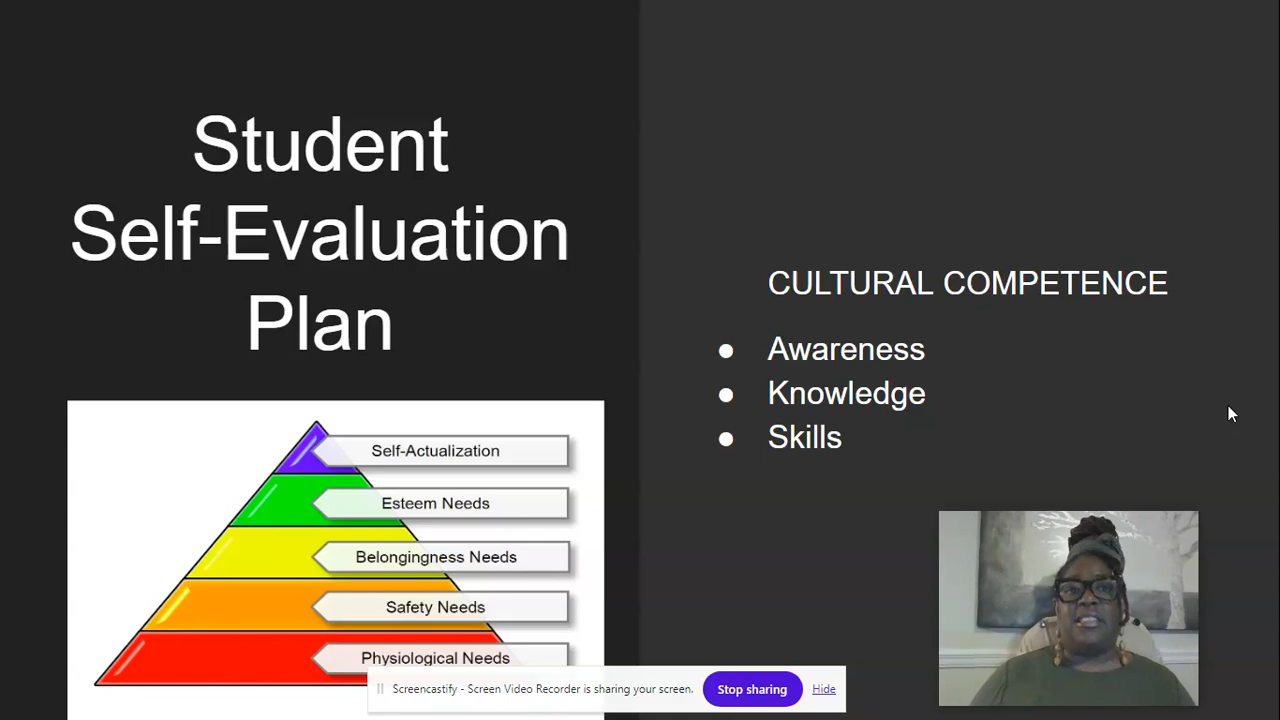 Student
Self-Evaluation
Plan
Self-Actualization
Esteem Needs
Belongingness Needs
Safety Needs
Physiological Needs
CULTURAL COMPETENCE
● Awareness
● Knowledge
● Skills
Screencastify - Screen Video Recorder is sharing your screen. Stop sharing Hide